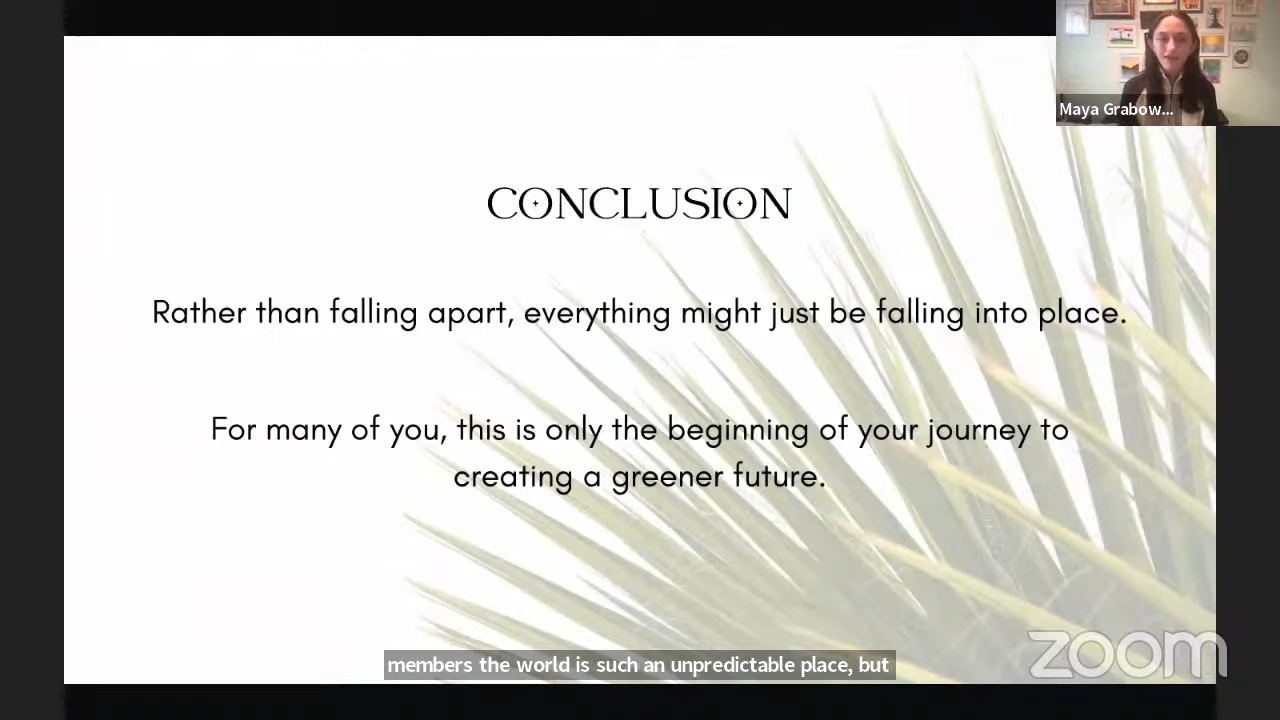 Maya Grabow...
CONCLUSION
Rather than falling apart, everything might just be falling into place.
For many of you, this is only the beginning of your journey to
creating a greener future.
members the world is such an unpredictable place, but
zoom